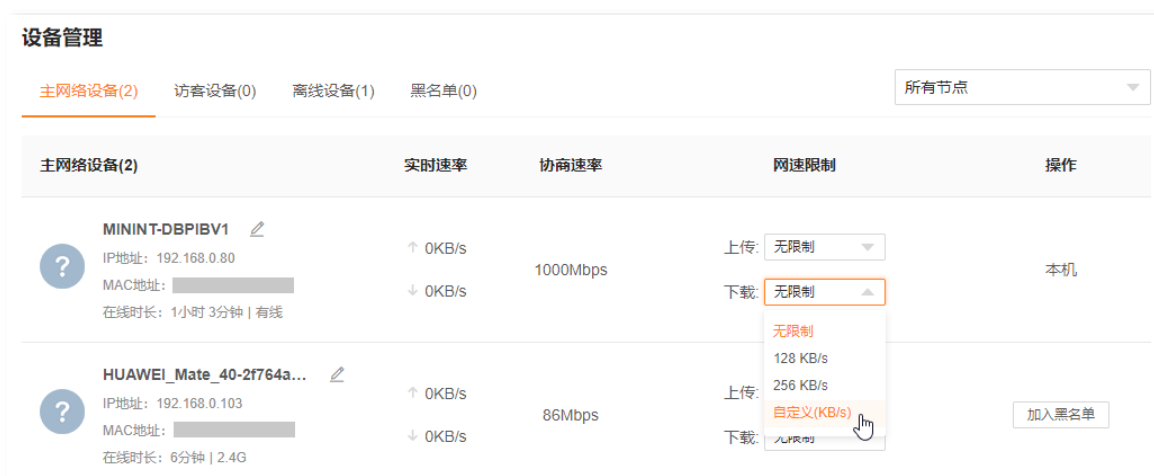 设备管理
主网络设备(2) 访客设备(0) 离线设备(1) 黑名单(0) 所有节点
主网络设备(2) 实时速率 协商速率 网速限制 操作
MININT-DBPIBV1
IP地址：192.168.0.80
MAC地址：
在线时长：1小时 3分钟 | 有线
↑ 0KB/s
↓ 0KB/s
1000Mbps
上传: 无限制
下载: 无限制
本机
无限制
128 KB/s
256 KB/s
自定义(KB/s)
HUAWEI_Mate_40-2f764a...
IP地址：192.168.0.103
MAC地址：
在线时长：6分钟 | 2.4G
↑ 0KB/s
↓ 0KB/s
86Mbps
上传:
下载: 无限制
加入黑名单